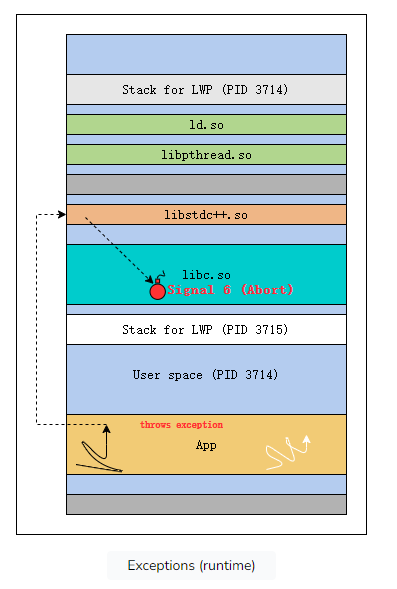 Stack for LWP (PID 3714)
ld.so
libpthread.so
libstdc++.so
libc.so
Signal 6 (Abort)
Stack for LWP (PID 3715)
User space (PID 3714)
throws exception
App
Exceptions (runtime)